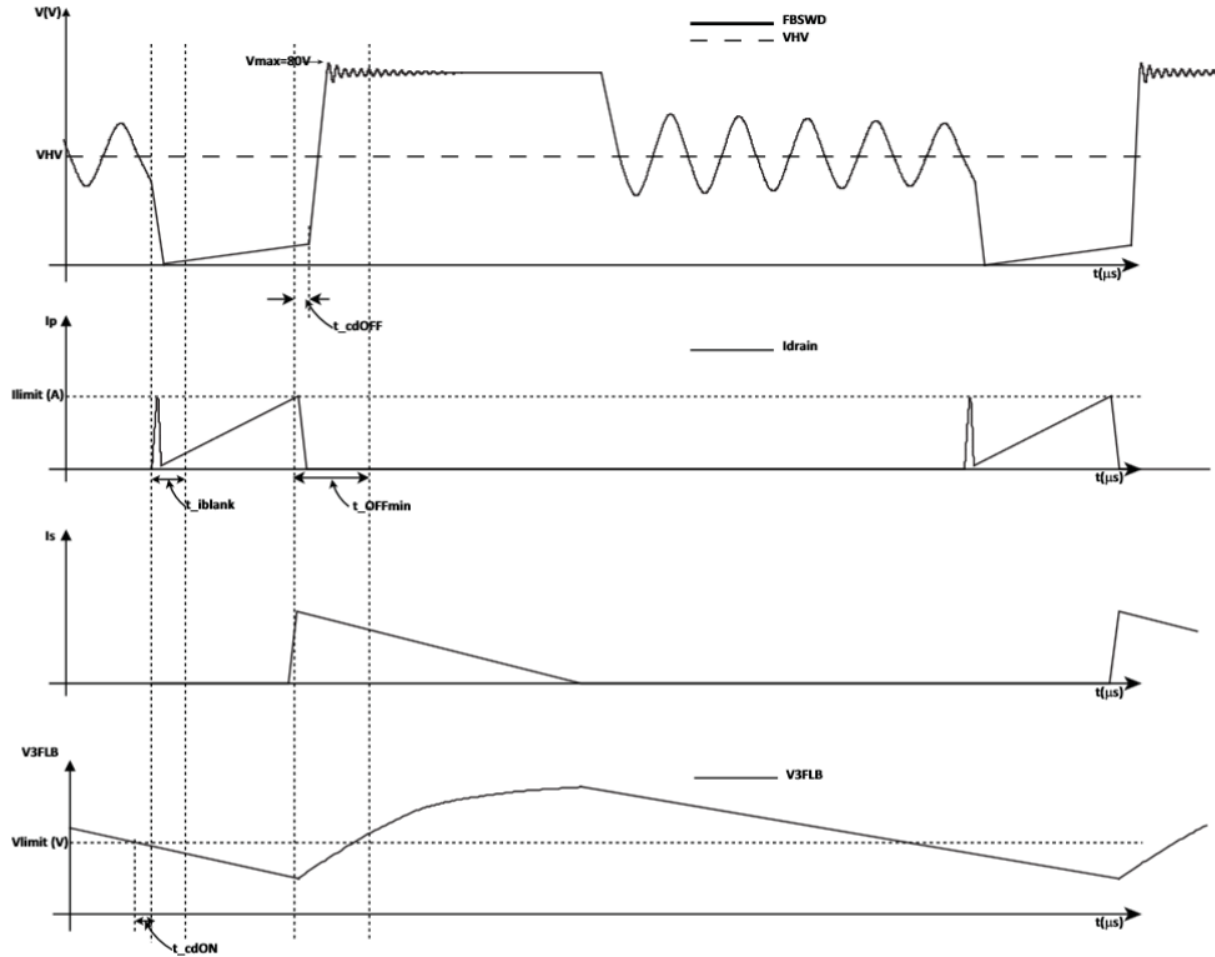 V(V)
FBSWD
VHV
Vmax=80V
VHV
t(μs)
t_cdOFF
Ip
Idrain
Ilimit (A)
t(μs)
t_iblank
t_OFFmin
Is
t(μs)
V3FLB
V3FLB
Vlimit (V)
t(μs)
t_cdON